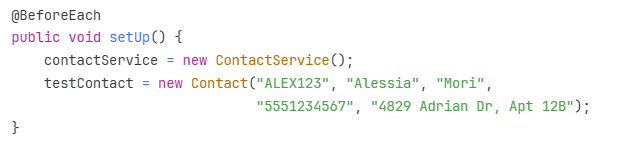 @BeforeEach
public void setUp() {
    contactService = new ContactService();
    testContact = new Contact("ALEX123", "Alessia", "Mori",
                              "5551234567", "4829 Adrian Dr, Apt 12B");
}